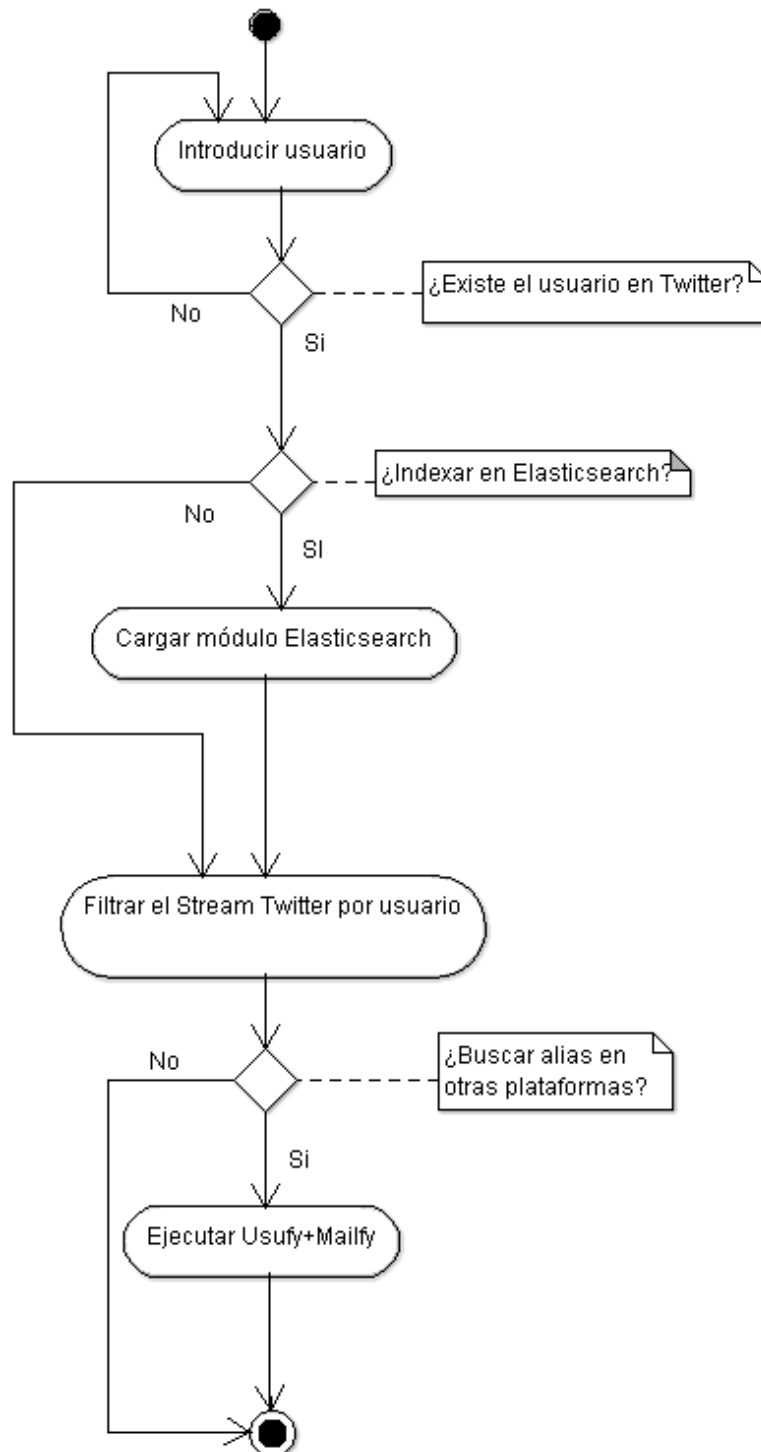 Introducir usuario
¿Existe el usuario en Twitter?
No
Si
¿Indexar en Elasticsearch?
No
SI
Cargar módulo Elasticsearch
Filtrar el Stream Twitter por usuario
¿Buscar alias en
otras plataformas?
No
Si
Ejecutar Usufy+Mailfy